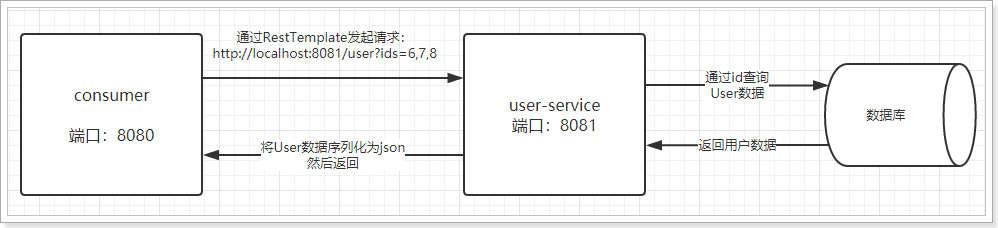 通过RestTemplate发起请求：
http://localhost:8081/user?ids=6,7,8
consumer
端口：8080
将User数据序列化为json
然后返回
user-service
端口：8081
通过id查询
User数据
返回用户数据
数据库